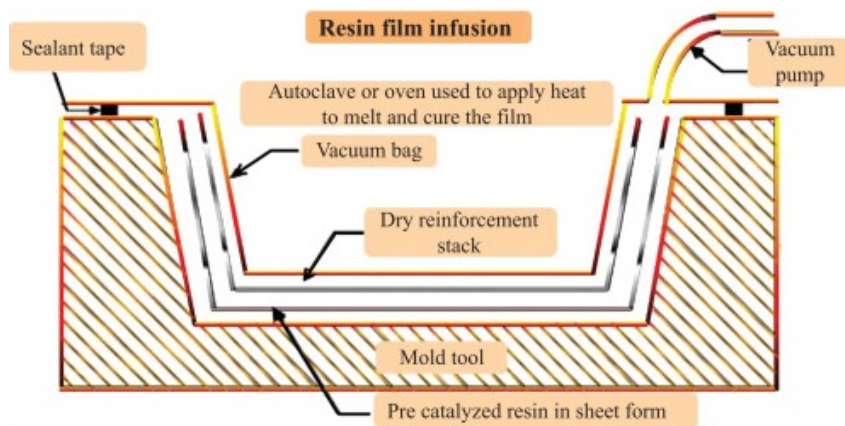 Resin film infusion
Sealant tape
Vacuum
pump
Autoclave or oven used to apply heat
to melt and cure the film
Vacuum bag
Dry reinforcement
stack
Mold tool
Pre catalyzed resin in sheet form